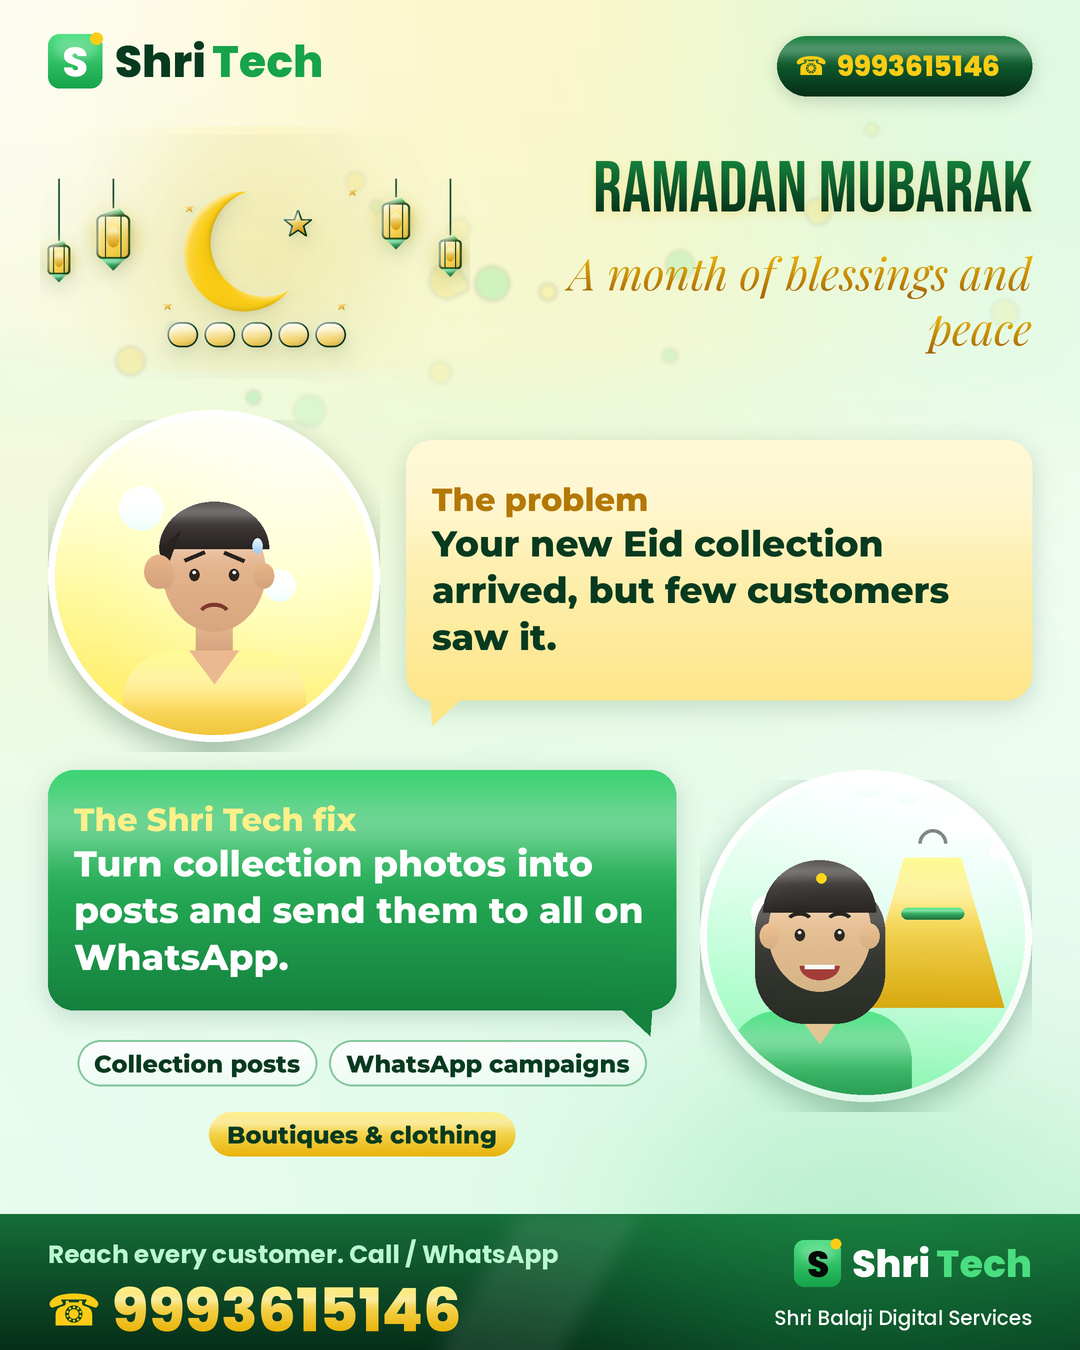 S Shri Tech
☎ 9993615146
RAMADAN MUBARAK
A month of blessings and
peace
The problem
Your new Eid collection
arrived, but few customers
saw it.
The Shri Tech fix
Turn collection photos into
posts and send them to all on
WhatsApp.
Collection posts
WhatsApp campaigns
Boutiques & clothing
Reach every customer. Call / WhatsApp
☎ 9993615146
S Shri Tech
Shri Balaji Digital Services